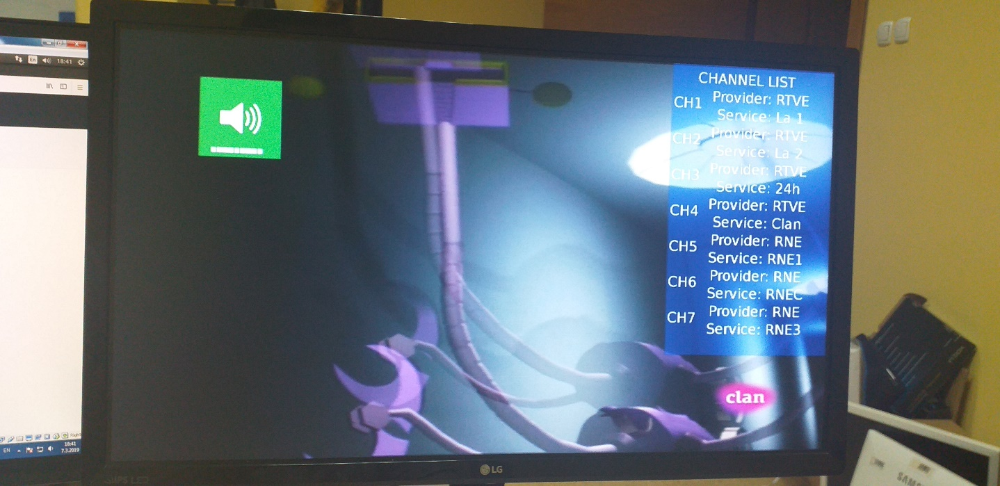 En
18:41
CHANNEL LIST
CH1
Provider: RTVE
Service: La 1
CH2
Provider: RTVE
Service: La 2
CH3
Provider: RTVE
Service: 24h
CH4
Provider: RTVE
Service: Clan
CH5
Provider: RNE
Service: RNE1
CH6
Provider: RNE
Service: RNEC
CH7
Provider: RNE
Service: RNE3
clan
Right
EN
18:41
7.3.2019
LG
SAMS